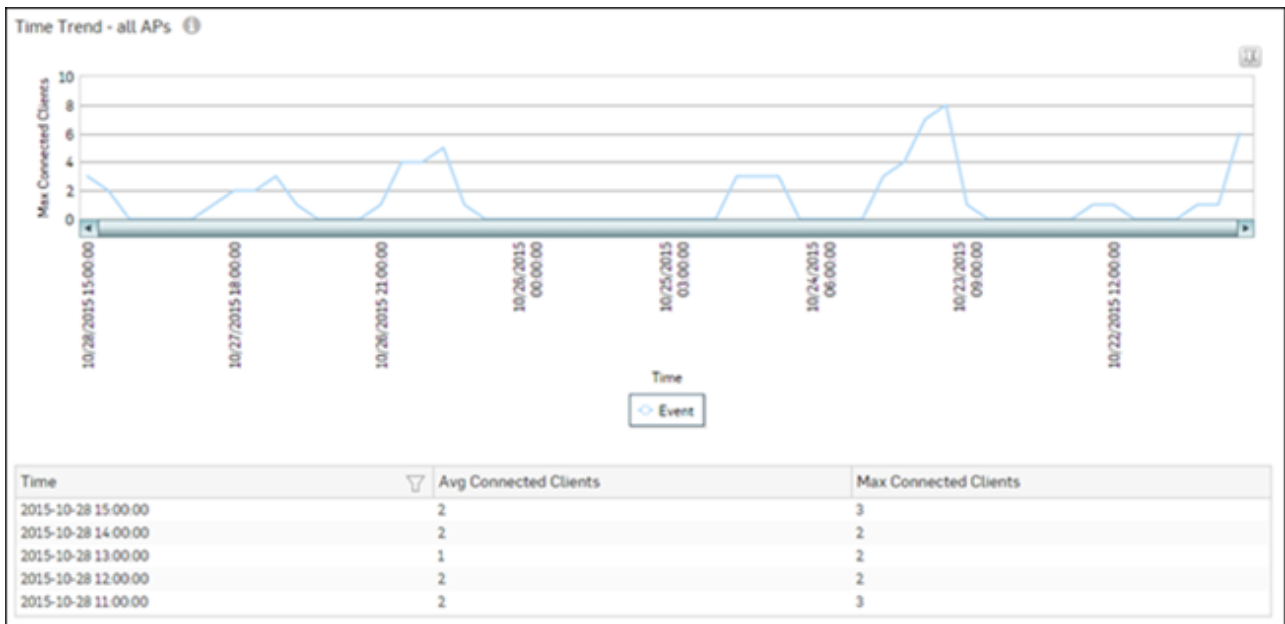 Time Trend - all APs
Max Connected Clients
10
8
6
4
2
0
10/28/2015 15:00:00
10/27/2015 18:00:00
10/26/2015 21:00:00
10/26/2015
00:00:00
10/25/2015
03:00:00
10/24/2015
06:00:00
10/23/2015
09:00:00
10/22/2015 12:00:00
Time
Event
Time Avg Connected Clients Max Connected Clients
2015-10-28 15:00:00 2 3
2015-10-28 14:00:00 2 2
2015-10-28 13:00:00 1 2
2015-10-28 12:00:00 2 2
2015-10-28 11:00:00 2 3